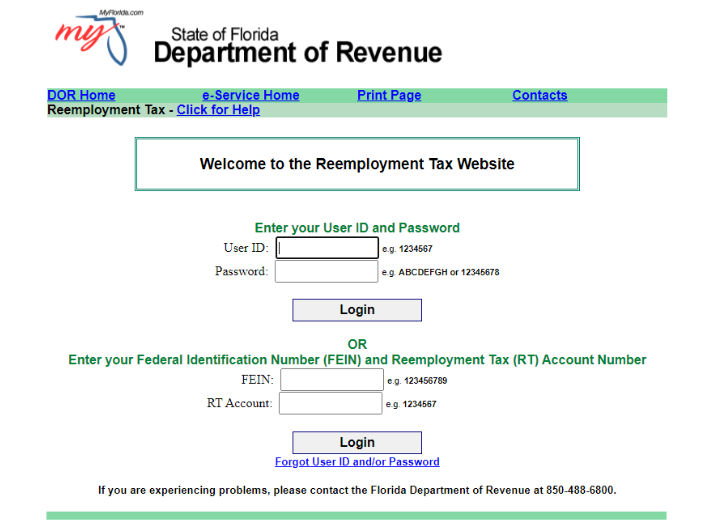 MyFlorida.com
my
State of Florida
Department of Revenue
DOR Home e-Service Home Print Page Contacts
Reemployment Tax - Click for Help
Welcome to the Reemployment Tax Website
Enter your User ID and Password
User ID: e.g. 1234567
Password: e.g. ABCDEFGH or 12345678
Login
OR
Enter your Federal Identification Number (FEIN) and Reemployment Tax (RT) Account Number
FEIN: e.g. 123456789
RT Account: e.g. 1234567
Login
Forgot User ID and/or Password
If you are experiencing problems, please contact the Florida Department of Revenue at 850-488-6800.